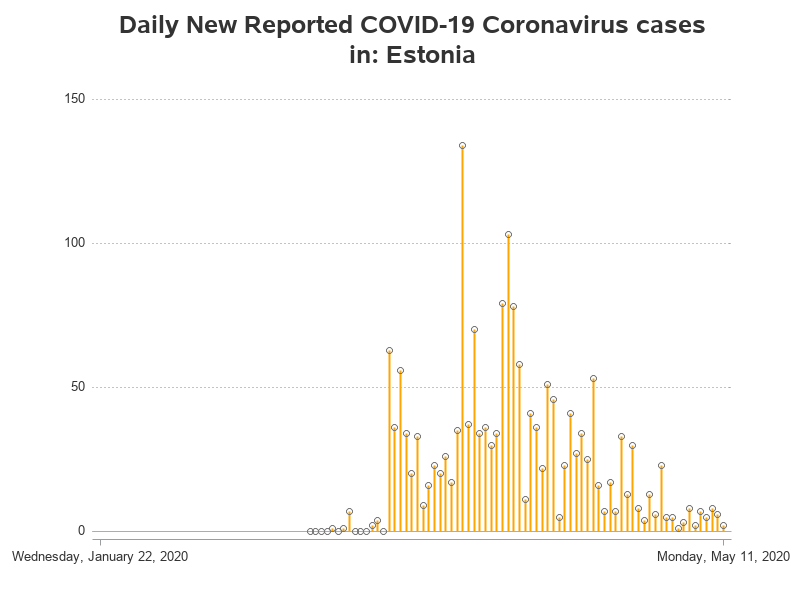 Daily New Reported COVID-19 Coronavirus cases
in: Estonia
150
100
50
0
Wednesday, January 22, 2020
Monday, May 11, 2020